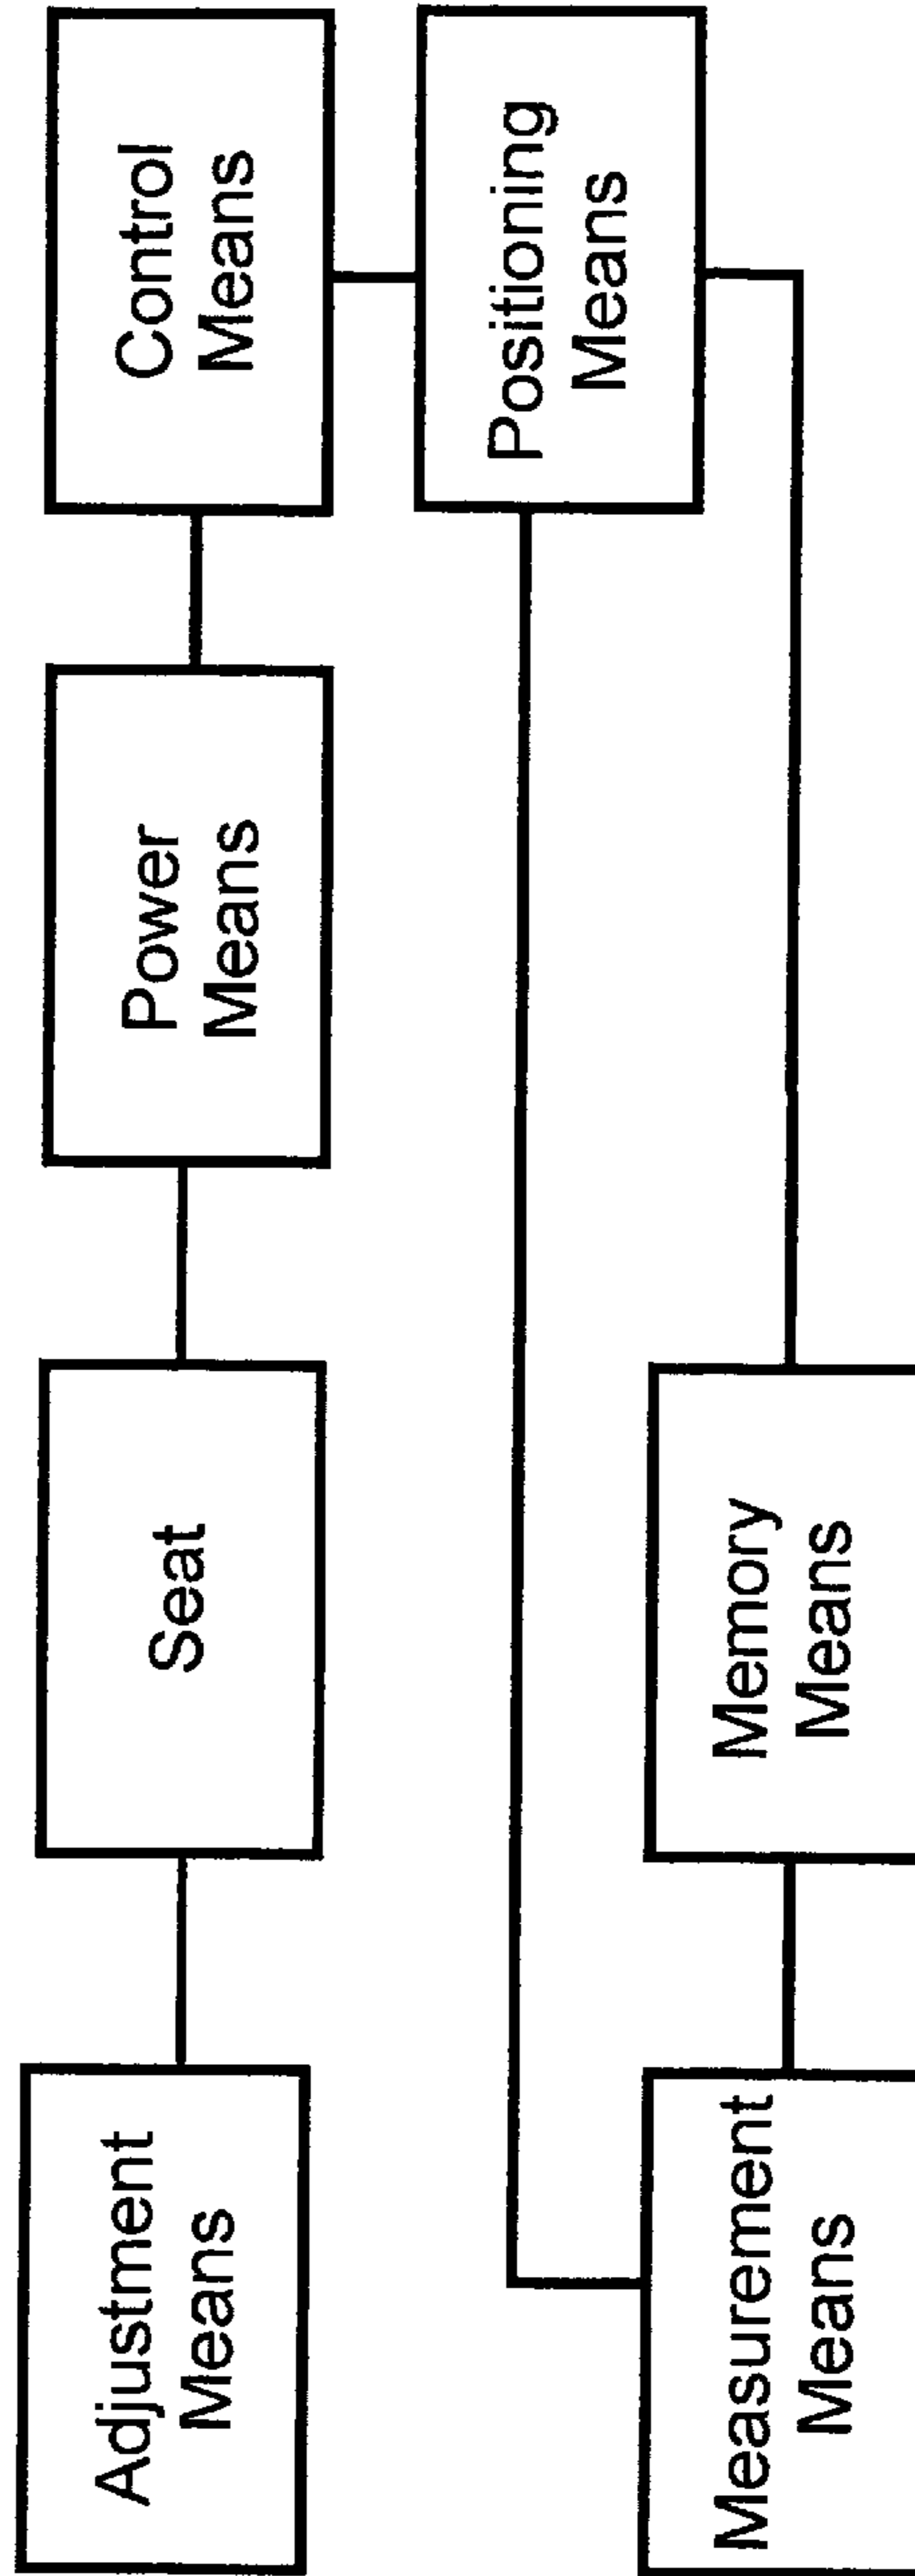 Adjustment
Means
Seat
Power
Means
Control
Means
Positioning
Means
Measurement
Means
Memory
Means